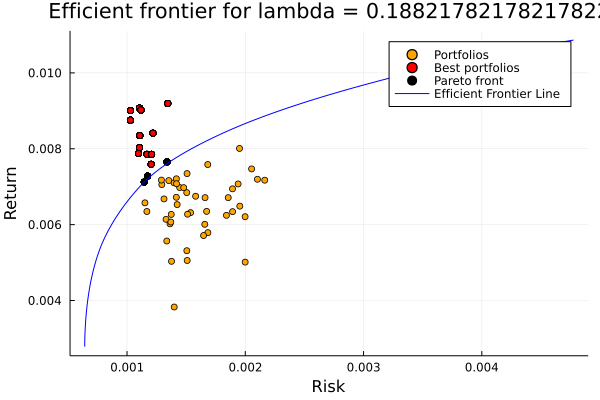 Efficient frontier for lambda = 0.18821782178217822
Portfolios
Best portfolios
Pareto front
Efficient Frontier Line
Return
0.010
0.008
0.006
0.004
0.001
0.002
0.003
0.004
Risk